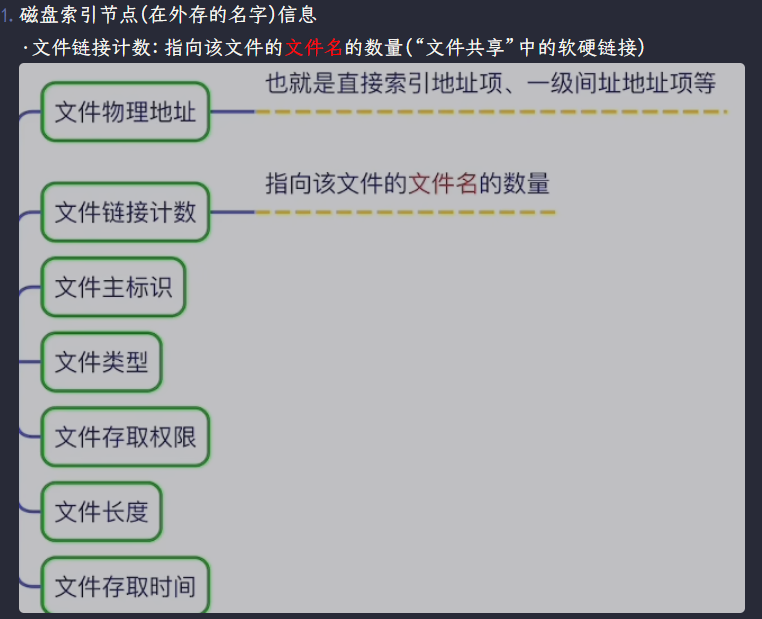 1. 磁盘索引节点(在外存的名字)信息
·文件链接计数: 指向该文件的文件名的数量(“文件共享”中的软硬链接)
文件物理地址 也就是直接索引地址项、一级间址地址项等
文件链接计数 指向该文件的文件名的数量
文件主标识
文件类型
文件存取权限
文件长度
文件存取时间